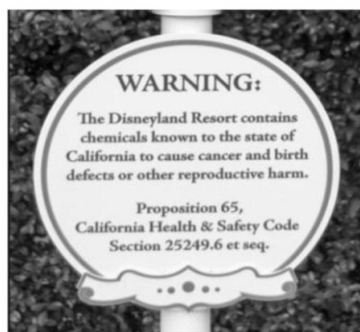 WARNING:
The Disneyland Resort contains
chemicals known to the state of
California to cause cancer and birth
defects or other reproductive harm.
Proposition 65,
California Health & Safety Code
Section 25249.6 et seq.